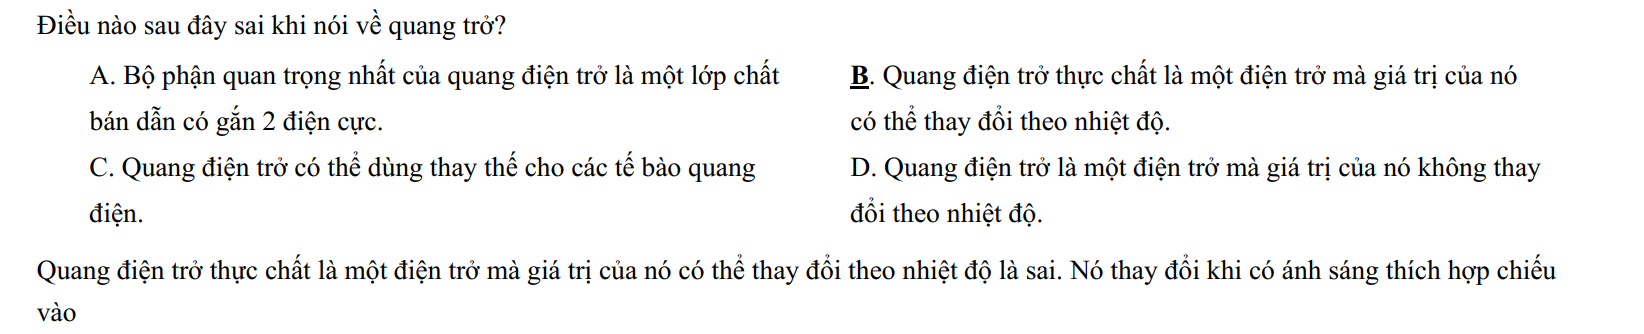 Điều nào sau đây sai khi nói về quang trở?
A. Bộ phận quan trọng nhất của quang điện trở là một lớp chất
bán dẫn có gắn 2 điện cực.
B. Quang điện trở thực chất là một điện trở mà giá trị của nó
có thể thay đổi theo nhiệt độ.
C. Quang điện trở có thể dùng thay thế cho các tế bào quang
điện.
D. Quang điện trở là một điện trở mà giá trị của nó không thay
đổi theo nhiệt độ.
Quang điện trở thực chất là một điện trở mà giá trị của nó có thể thay đổi theo nhiệt độ là sai. Nó thay đổi khi có ánh sáng thích hợp chiếu
vào